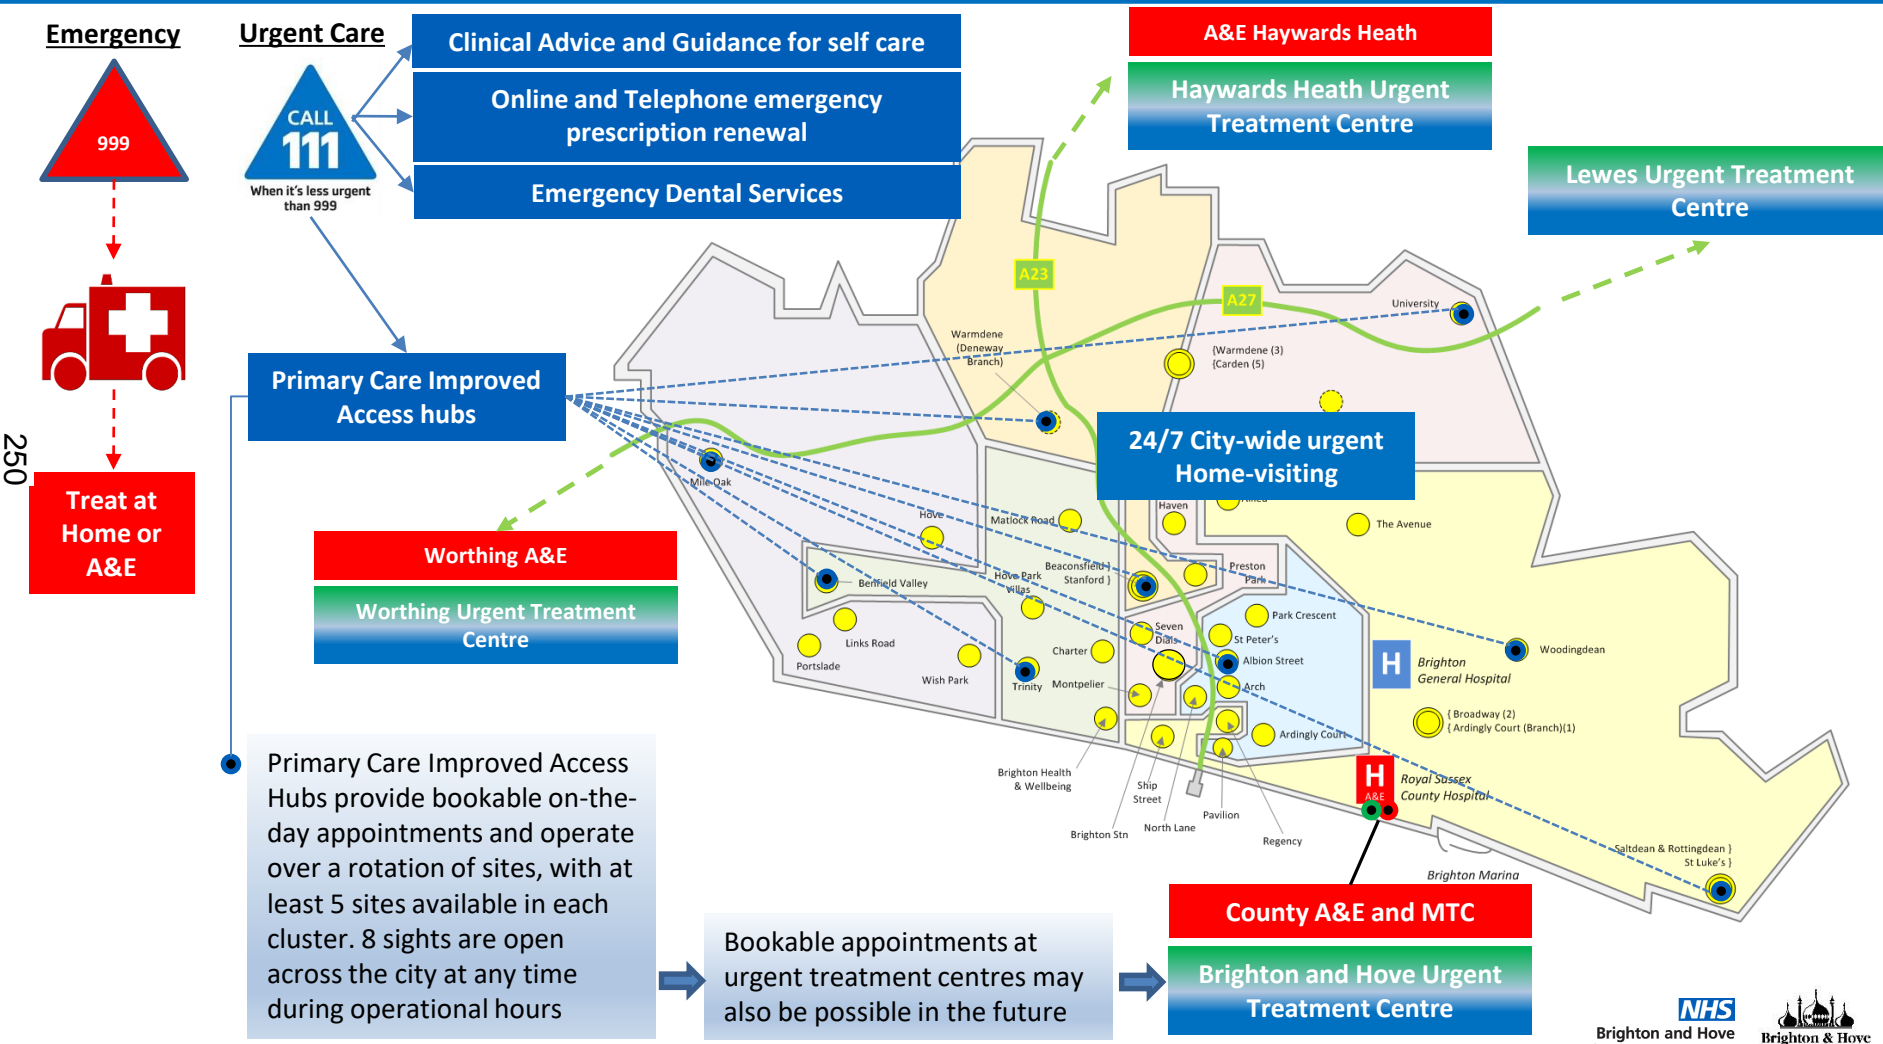 Emergency
Urgent Care
999
CALL
111
When it's less urgent
than 999
Clinical Advice and Guidance for self care
Online and Telephone emergency
prescription renewal
Emergency Dental Services
A&E Haywards Heath
Haywards Heath Urgent
Treatment Centre
Lewes Urgent Treatment
Centre
250
Treat at
Home or
A&E
Primary Care Improved
Access hubs
Worthing A&E
Worthing Urgent Treatment
Centre
24/7 City-wide urgent
Home-visiting
A23
A27
University
Warmdene
(Deneway
Branch)
{Warmdene (3)
{Carden (5)
Mile Oak
Hove
Matlock Road
Haven
The Avenue
Benfield Valley
Hove Park
Villas
Beaconsfield }
Stanford }
Preston
Park
Links Road
Portslade
Wish Park
Trinity
Charter
Montpelier
Seven
Dials
Park Crescent
St Peter's
Albion Street
Arch
Ardingly Court
Woodingdean
H
Brighton
General Hospital
{ Broadway (2)
{ Ardingly Court (Branch)(1)
Brighton Health
& Wellbeing
Ship
Street
Brighton Stn
North Lane
Pavilion
Regency
H
A&E
Royal Sussex
County Hospital
Brighton Marina
Saltdean & Rottingdean }
St Luke's }
Primary Care Improved Access
Hubs provide bookable on-the-
day appointments and operate
over a rotation of sites, with at
least 5 sites available in each
cluster. 8 sights are open
across the city at any time
during operational hours
Bookable appointments at
urgent treatment centres may
also be possible in the future
County A&E and MTC
Brighton and Hove Urgent
Treatment Centre
NHS
Brighton and Hove
Brighton & Hove